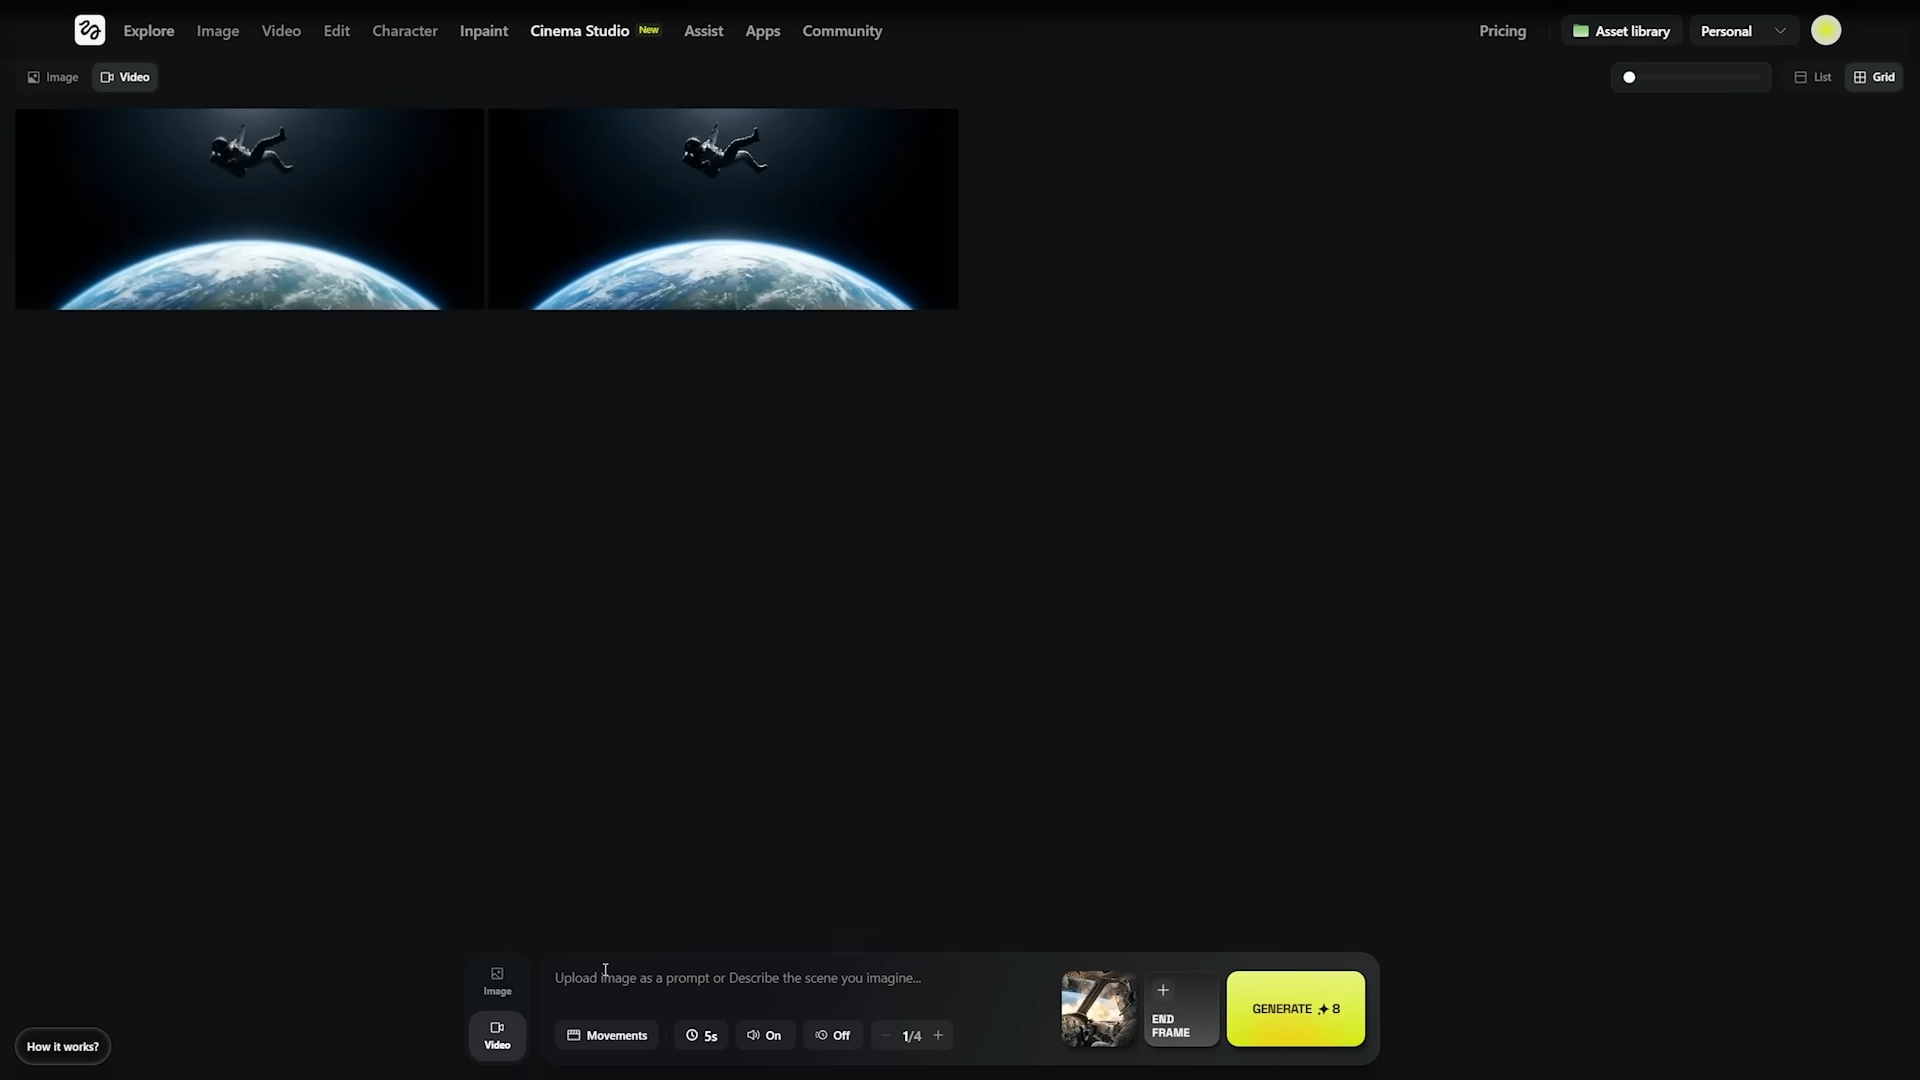 Explore Image Video Edit Character Inpaint Cinema Studio New Assist Apps Community Pricing Asset library Personal
Image Video List Grid
Image
Upload image as a prompt or Describe the scene you imagine...
GENERATE 8
END
FRAME
Video
Movements 5s On Off 1/4
How it works?